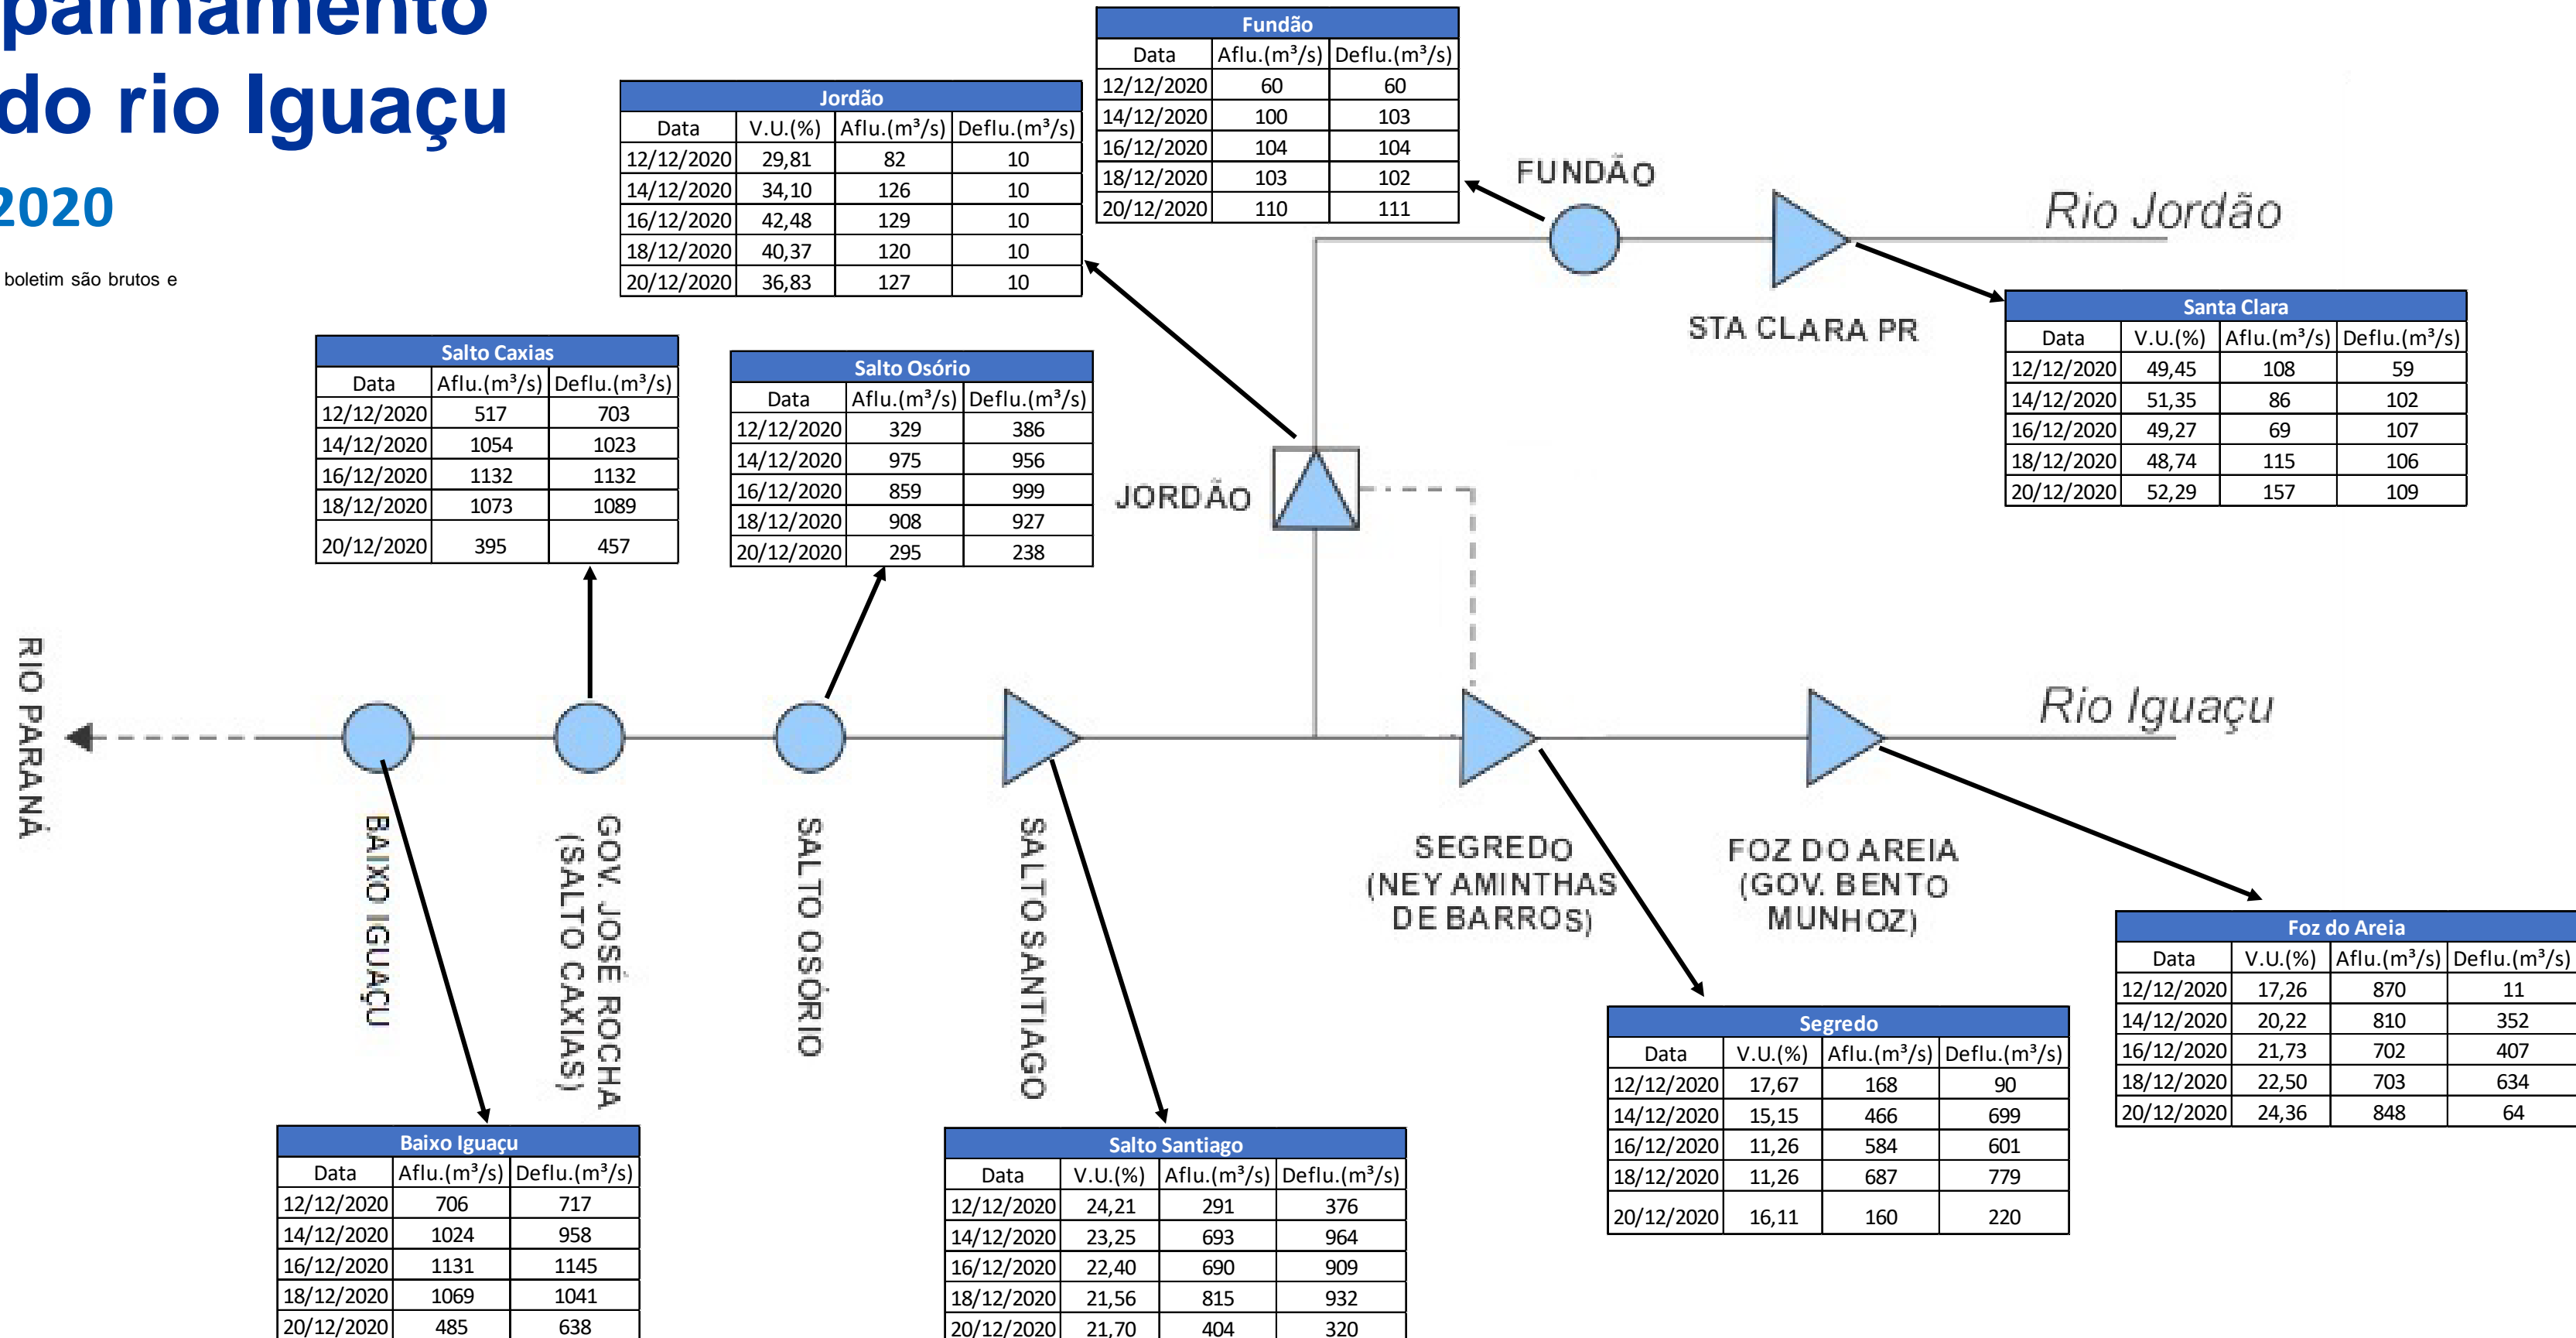 panhamento
do rio Iguaçu
2020
boletim são brutos e
Fundão
Data Aflu.(m³/s) Deflu.(m³/s)
12/12/2020 60 60
14/12/2020 100 103
16/12/2020 104 104
18/12/2020 103 102
20/12/2020 110 111
Jordão
Data V.U.(%) Aflu.(m³/s) Deflu.(m³/s)
12/12/2020 29,81 82 10
14/12/2020 34,10 126 10
16/12/2020 42,48 129 10
18/12/2020 40,37 120 10
20/12/2020 36,83 127 10
FUNDÃO
Rio Jordão
STA CLARA PR
Santa Clara
Data V.U.(%) Aflu.(m³/s) Deflu.(m³/s)
12/12/2020 49,45 108 59
14/12/2020 51,35 86 102
16/12/2020 49,27 69 107
18/12/2020 48,74 115 106
20/12/2020 52,29 157 109
Salto Caxias
Data Aflu.(m³/s) Deflu.(m³/s)
12/12/2020 517 703
14/12/2020 1054 1023
16/12/2020 1132 1132
18/12/2020 1073 1089
20/12/2020 395 457
Salto Osório
Data Aflu.(m³/s) Deflu.(m³/s)
12/12/2020 329 386
14/12/2020 975 956
16/12/2020 859 999
18/12/2020 908 927
20/12/2020 295 238
JORDÃO
RIO PARANÁ
Rio Iguaçu
BAIXO IGUAÇU
GOV. JOSÉ ROCHA
(SALTO CAXIAS)
SALTO OSÓRIO
SALTO SANTIAGO
SEGREDO
(NEY AMINTHAS
DE BARROS)
FOZ DO AREIA
(GOV. BENTO
MUNHOZ)
Foz do Areia
Data V.U.(%) Aflu.(m³/s) Deflu.(m³/s)
12/12/2020 17,26 870 11
14/12/2020 20,22 810 352
16/12/2020 21,73 702 407
18/12/2020 22,50 703 634
20/12/2020 24,36 848 64
Segredo
Data V.U.(%) Aflu.(m³/s) Deflu.(m³/s)
12/12/2020 17,67 168 90
14/12/2020 15,15 466 699
16/12/2020 11,26 584 601
18/12/2020 11,26 687 779
20/12/2020 16,11 160 220
Baixo Iguaçu
Data Aflu.(m³/s) Deflu.(m³/s)
12/12/2020 706 717
14/12/2020 1024 958
16/12/2020 1131 1145
18/12/2020 1069 1041
20/12/2020 485 638
Salto Santiago
Data V.U.(%) Aflu.(m³/s) Deflu.(m³/s)
12/12/2020 24,21 291 376
14/12/2020 23,25 693 964
16/12/2020 22,40 690 909
18/12/2020 21,56 815 932
20/12/2020 21,70 404 320